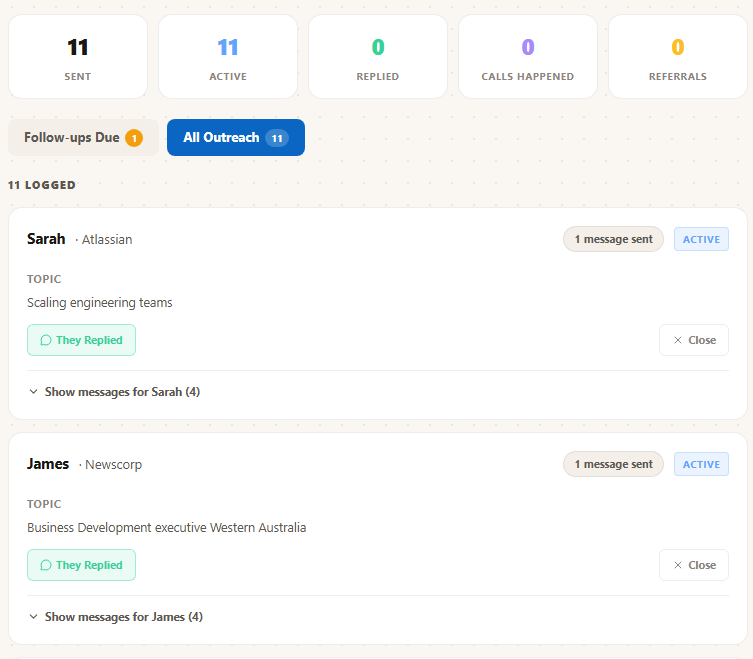 11 11 0 0 0
SENT ACTIVE REPLIED CALLS HAPPENED REFERRALS
Follow-ups Due 1 All Outreach 11
11 LOGGED
Sarah · Atlassian 1 message sent ACTIVE
TOPIC
Scaling engineering teams
They Replied Close
Show messages for Sarah (4)
James · Newscorp 1 message sent ACTIVE
TOPIC
Business Development executive Western Australia
They Replied Close
Show messages for James (4)